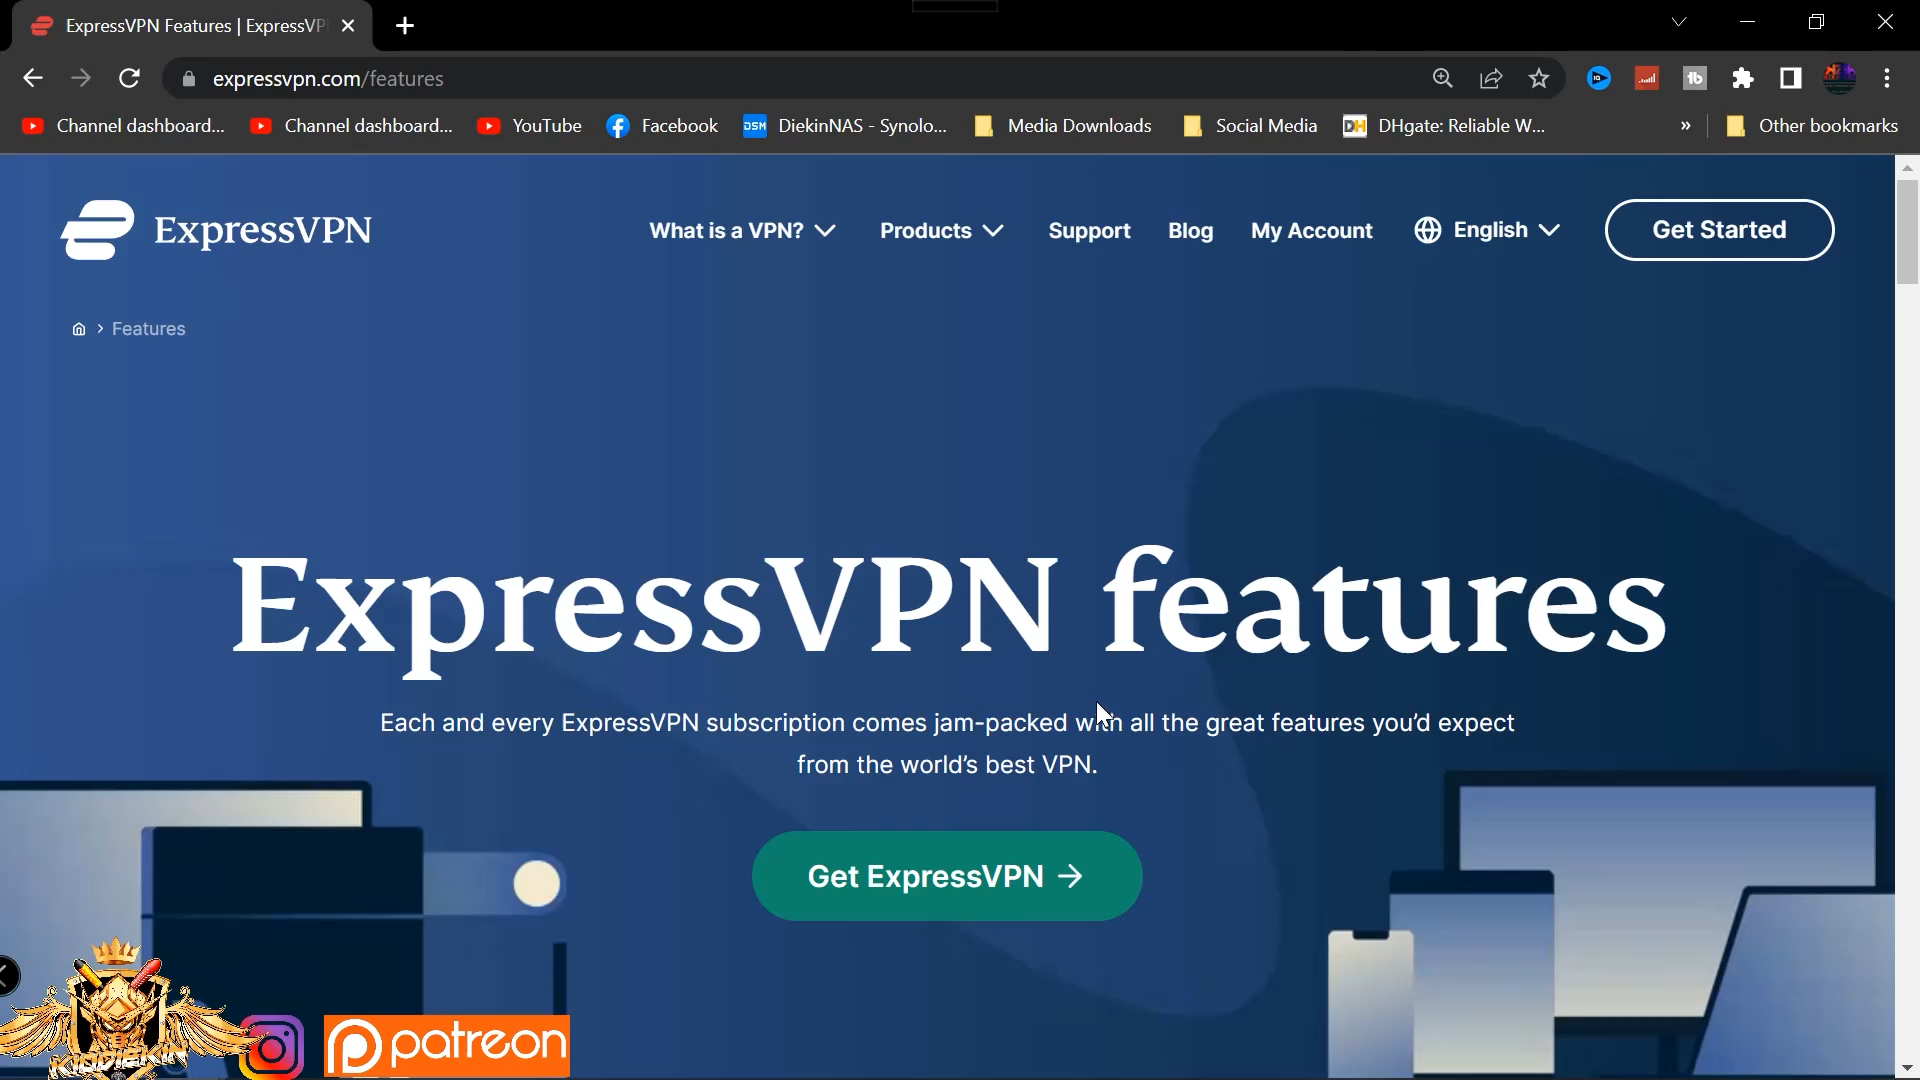 ExpressVPN Features | ExpressVP
expressvpn.com/features
Channel dashboard...
Channel dashboard...
YouTube
Facebook
DSM
DiekinNAS - Synolo...
Media Downloads
Social Media
DH
DHgate: Reliable W...
»
Other bookmarks
ExpressVPN
What is a VPN?
Products
Support
Blog
My Account
English
Get Started
Features
ExpressVPN features
Each and every ExpressVPN subscription comes jam-packed with all the great features you'd expect
from the world's best VPN.
Get ExpressVPN →
patreon